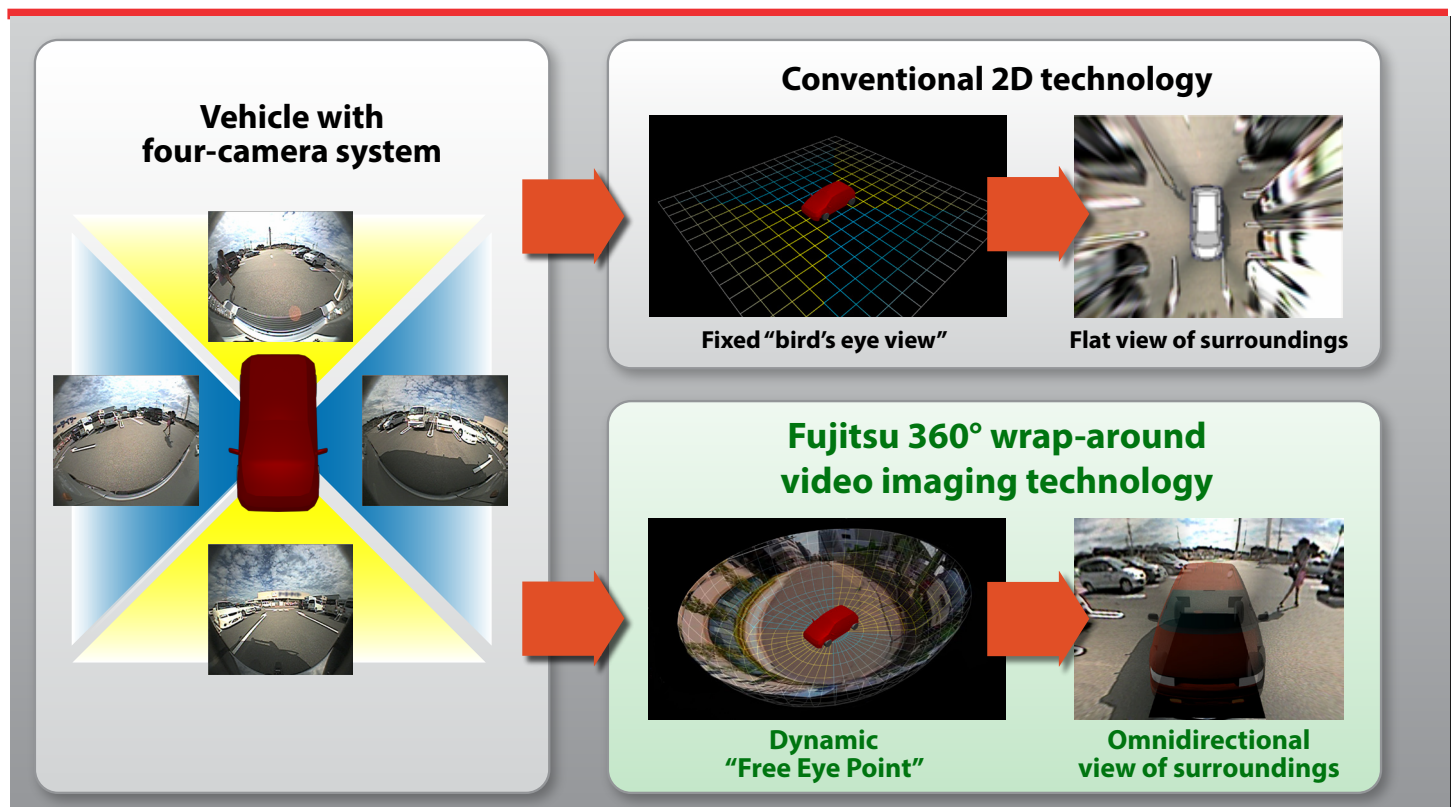 Vehicle with
four-camera system
Conventional 2D technology
Fixed “bird’s eye view”
Flat view of surroundings
Fujitsu 360° wrap-around
video imaging technology
Dynamic
“Free Eye Point”
Omnidirectional
view of surroundings